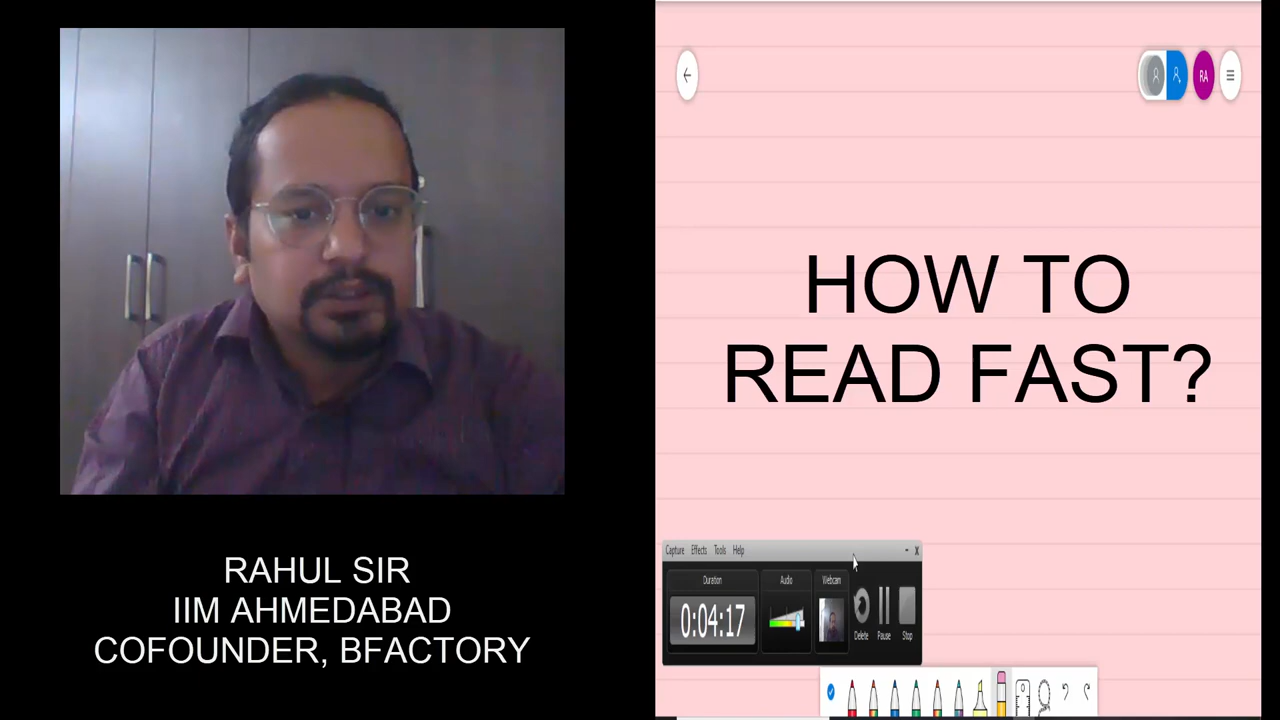 RA
HOW TO
READ FAST?
Capture Effects Tools Help
Duration Audio Webcam
0:04:17
Delete Pause Stop
RAHUL SIR
IIM AHMEDABAD
COFOUNDER, BFACTORY